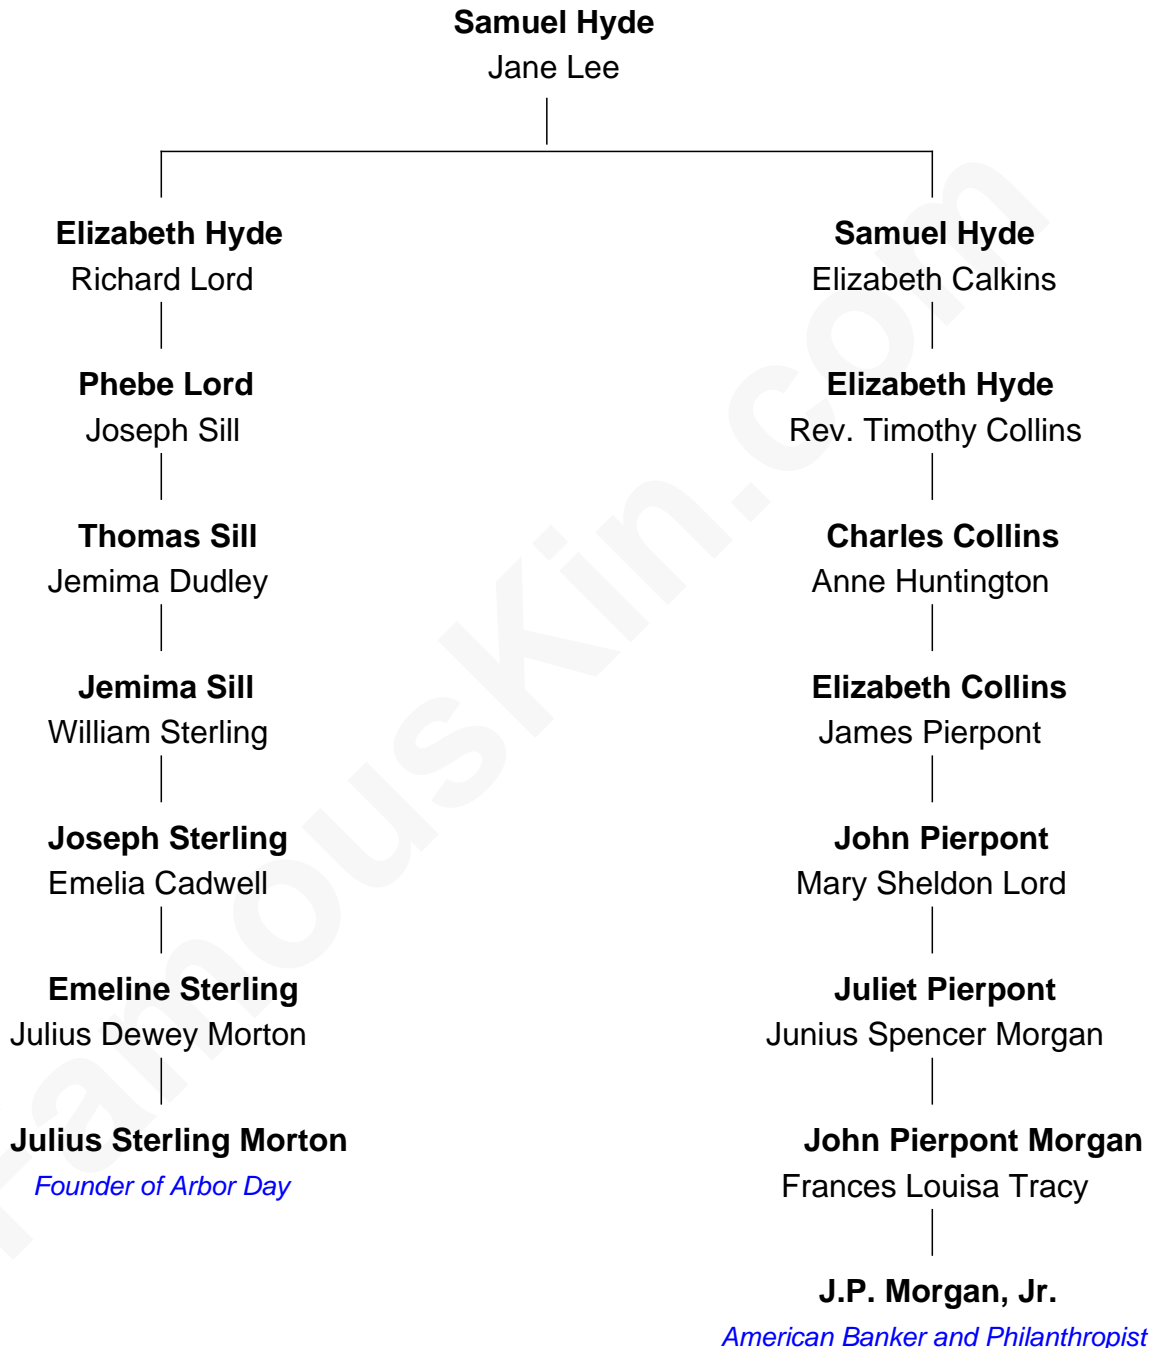 Samuel Hyde
Jane Lee
Elizabeth Hyde
Richard Lord
Samuel Hyde
Elizabeth Calkins
Phebe Lord
Joseph Sill
Elizabeth Hyde
Rev. Timothy Collins
Thomas Sill
Jemima Dudley
Charles Collins
Anne Huntington
Jemima Sill
William Sterling
Elizabeth Collins
James Pierpont
Joseph Sterling
Emelia Cadwell
John Pierpont
Mary Sheldon Lord
Emeline Sterling
Julius Dewey Morton
Juliet Pierpont
Junius Spencer Morgan
Julius Sterling Morton
Founder of Arbor Day
John Pierpont Morgan
Frances Louisa Tracy
J.P. Morgan, Jr.
American Banker and Philanthropist
FamousKin.com